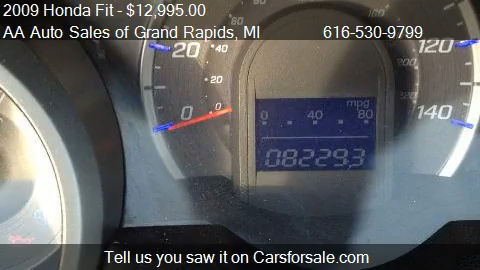 2009 Honda Fit - $12,995.00
AA Auto Sales of Grand Rapids, MI 616-530-9799
20 40 120
0 0 mpg 140
0 40 80
082293
Tell us you saw it on Carsforsale.com